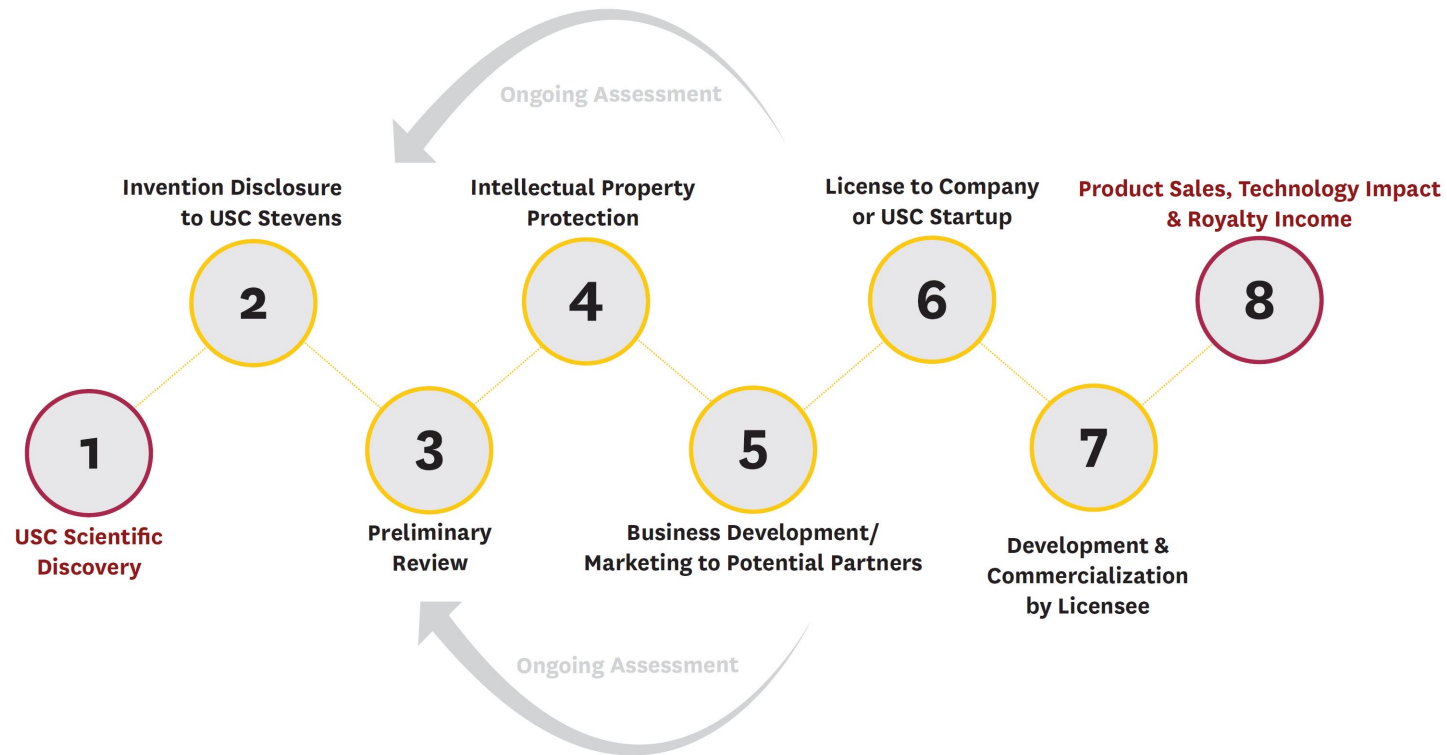 Ongoing Assessment
Invention Disclosure
to USC Stevens
Intellectual Property
Protection
License to Company
or USC Startup
Product Sales, Technology Impact
& Royalty Income
2
4
6
8
1
3
5
7
USC Scientific
Discovery
Preliminary
Review
Business Development/
Marketing to Potential Partners
Development &
Commercialization
by Licensee
Ongoing Assessment